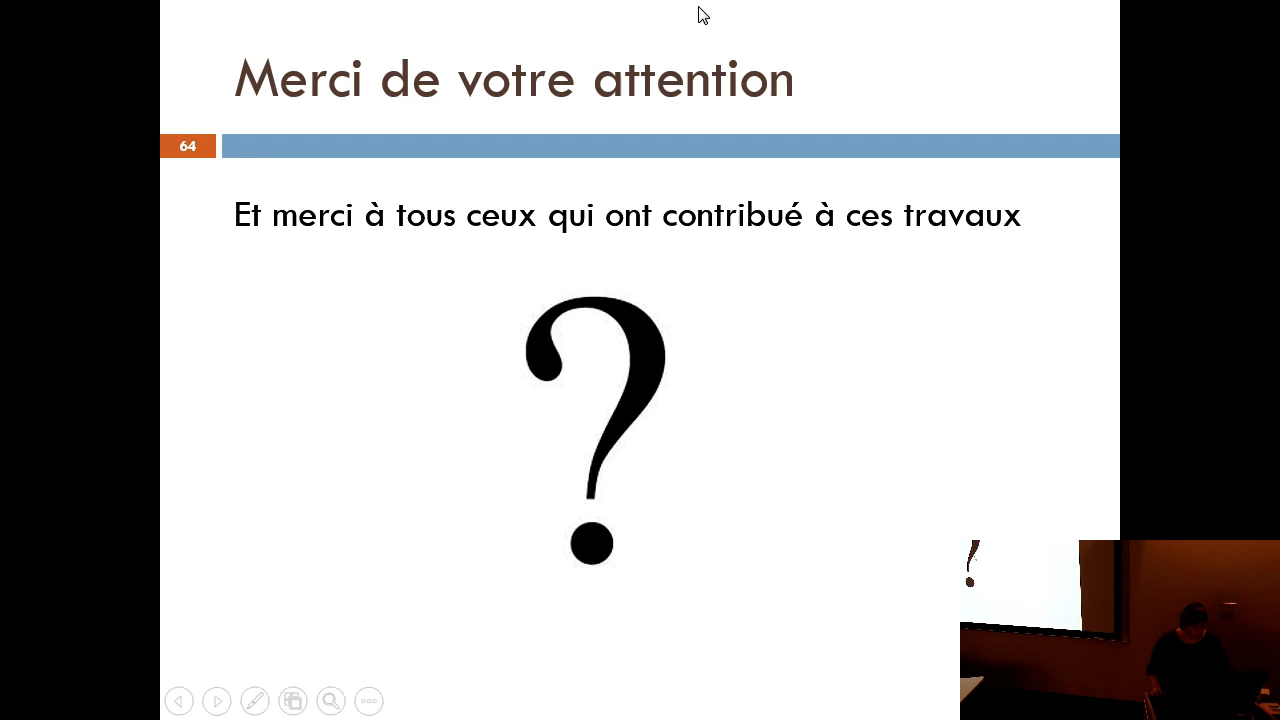 Merci de votre attention
64
Et merci à tous ceux qui ont contribué à ces travaux
?